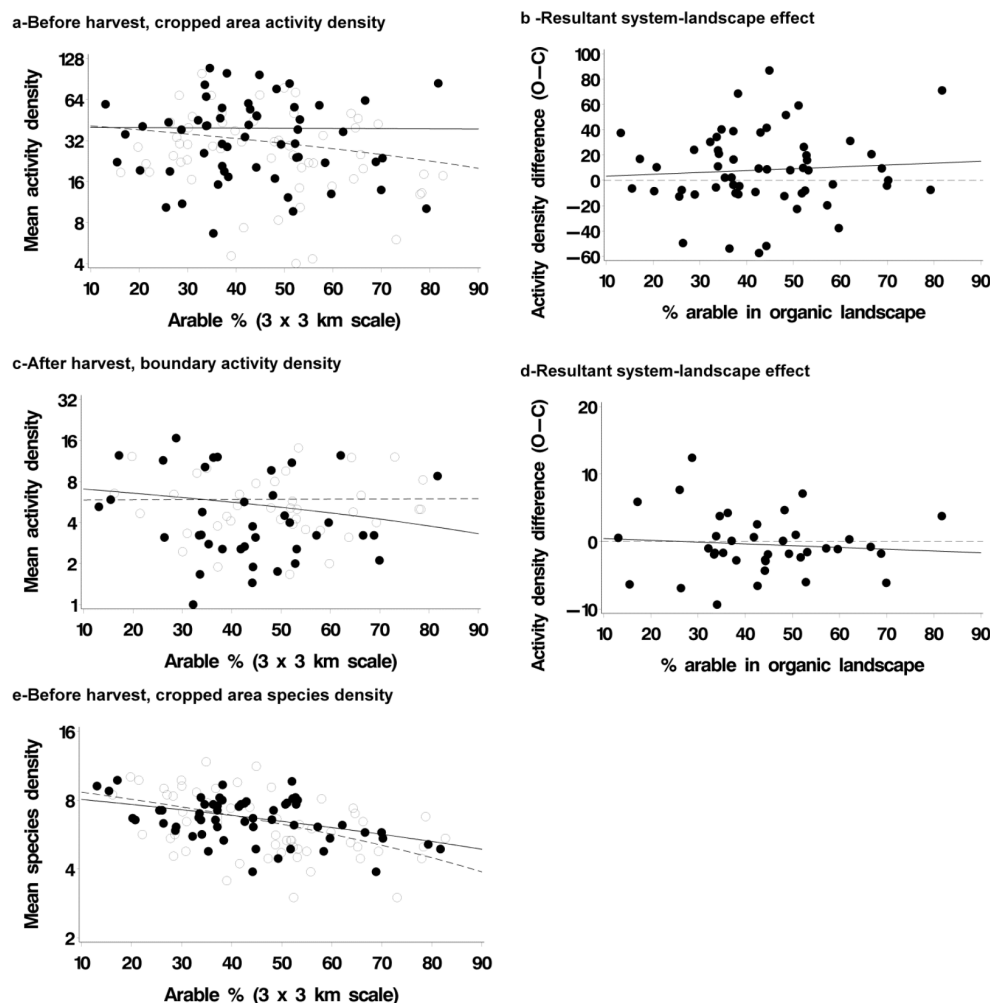 a-Before harvest, cropped area activity density
Mean activity density
128
64
32
16
8
4
10 20 30 40 50 60 70 80 90
Arable % (3 x 3 km scale)
b -Resultant system-landscape effect
Activity density difference (O−C)
100
80
60
40
20
0
−20
−40
−60
10 20 30 40 50 60 70 80 90
% arable in organic landscape
c-After harvest, boundary activity density
Mean activity density
32
16
8
4
2
1
10 20 30 40 50 60 70 80 90
Arable % (3 x 3 km scale)
d-Resultant system-landscape effect
Activity density difference (O−C)
20
10
0
−10
10 20 30 40 50 60 70 80 90
% arable in organic landscape
e-Before harvest, cropped area species density
Mean species density
16
8
4
2
10 20 30 40 50 60 70 80 90
Arable % (3 x 3 km scale)